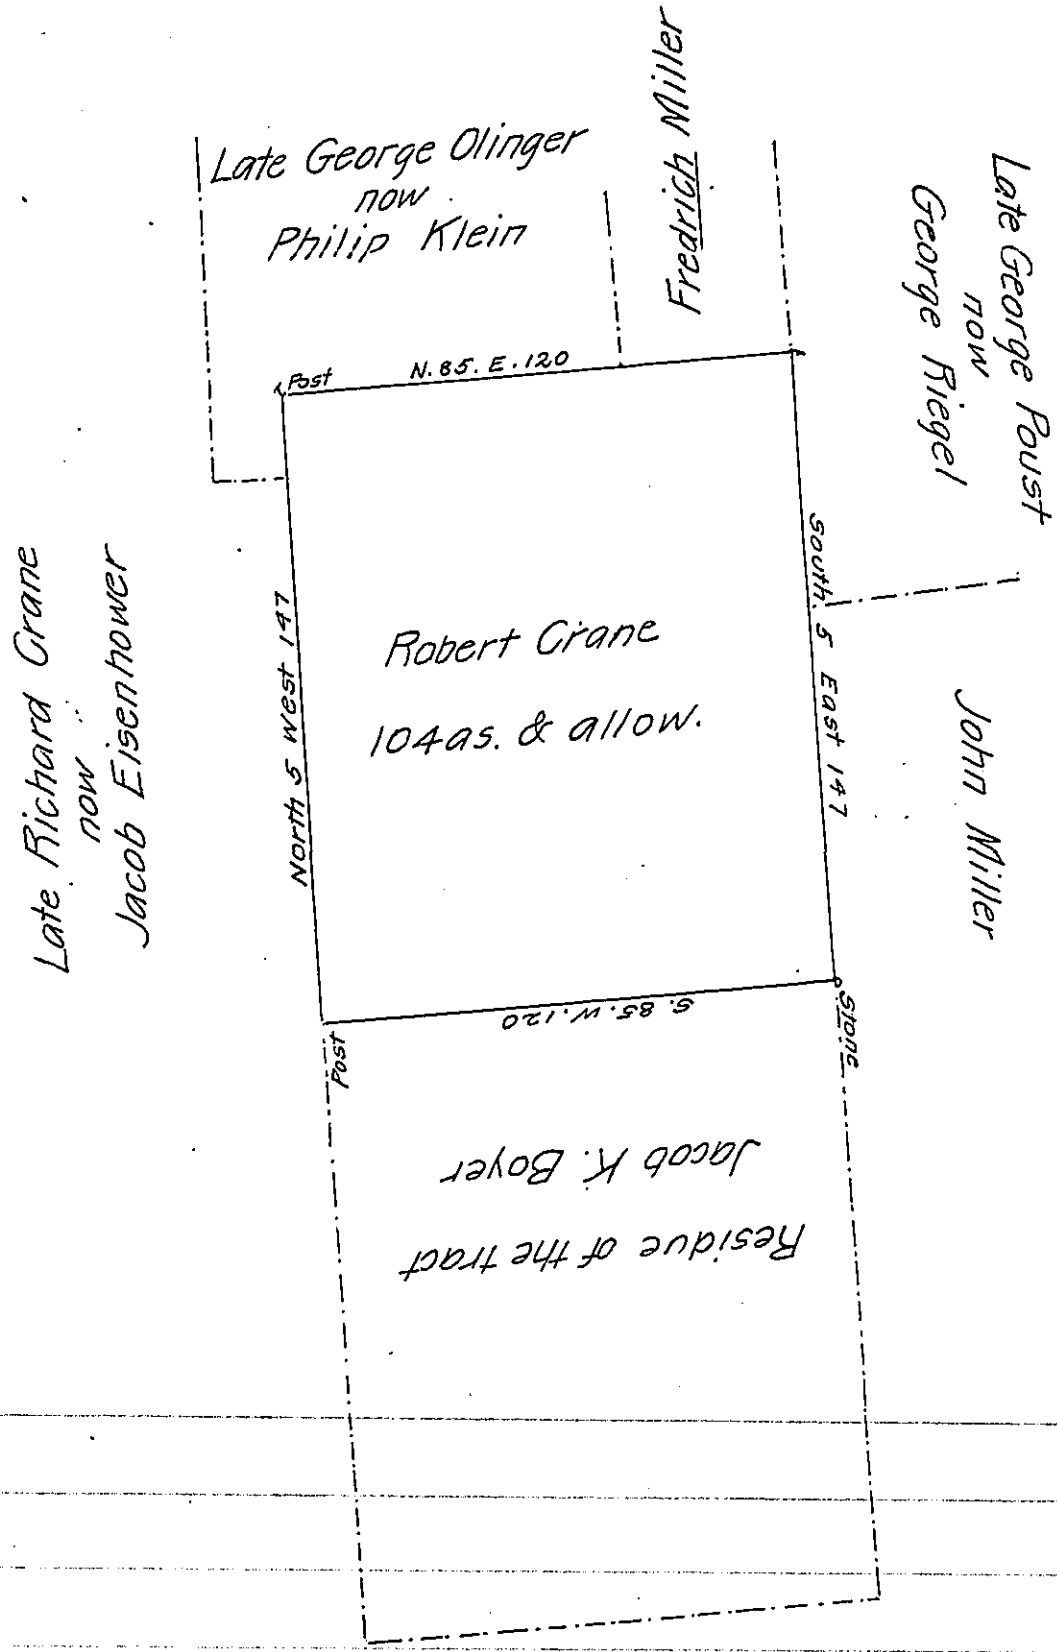 Late George Olinger
now
Philip Klein
Fredrich Miller
Late George Poust
now
George Riegel
Post
N. 85. E. 120
South. 5 East 147
North 5 West 147
Robert Crane
104as. & allow.
Late Richard Crane
now
Jacob Eisenhower
John Miller
S. 85. W. 120
Stone
Post
Residue of the tract
Jacob K. Boyer